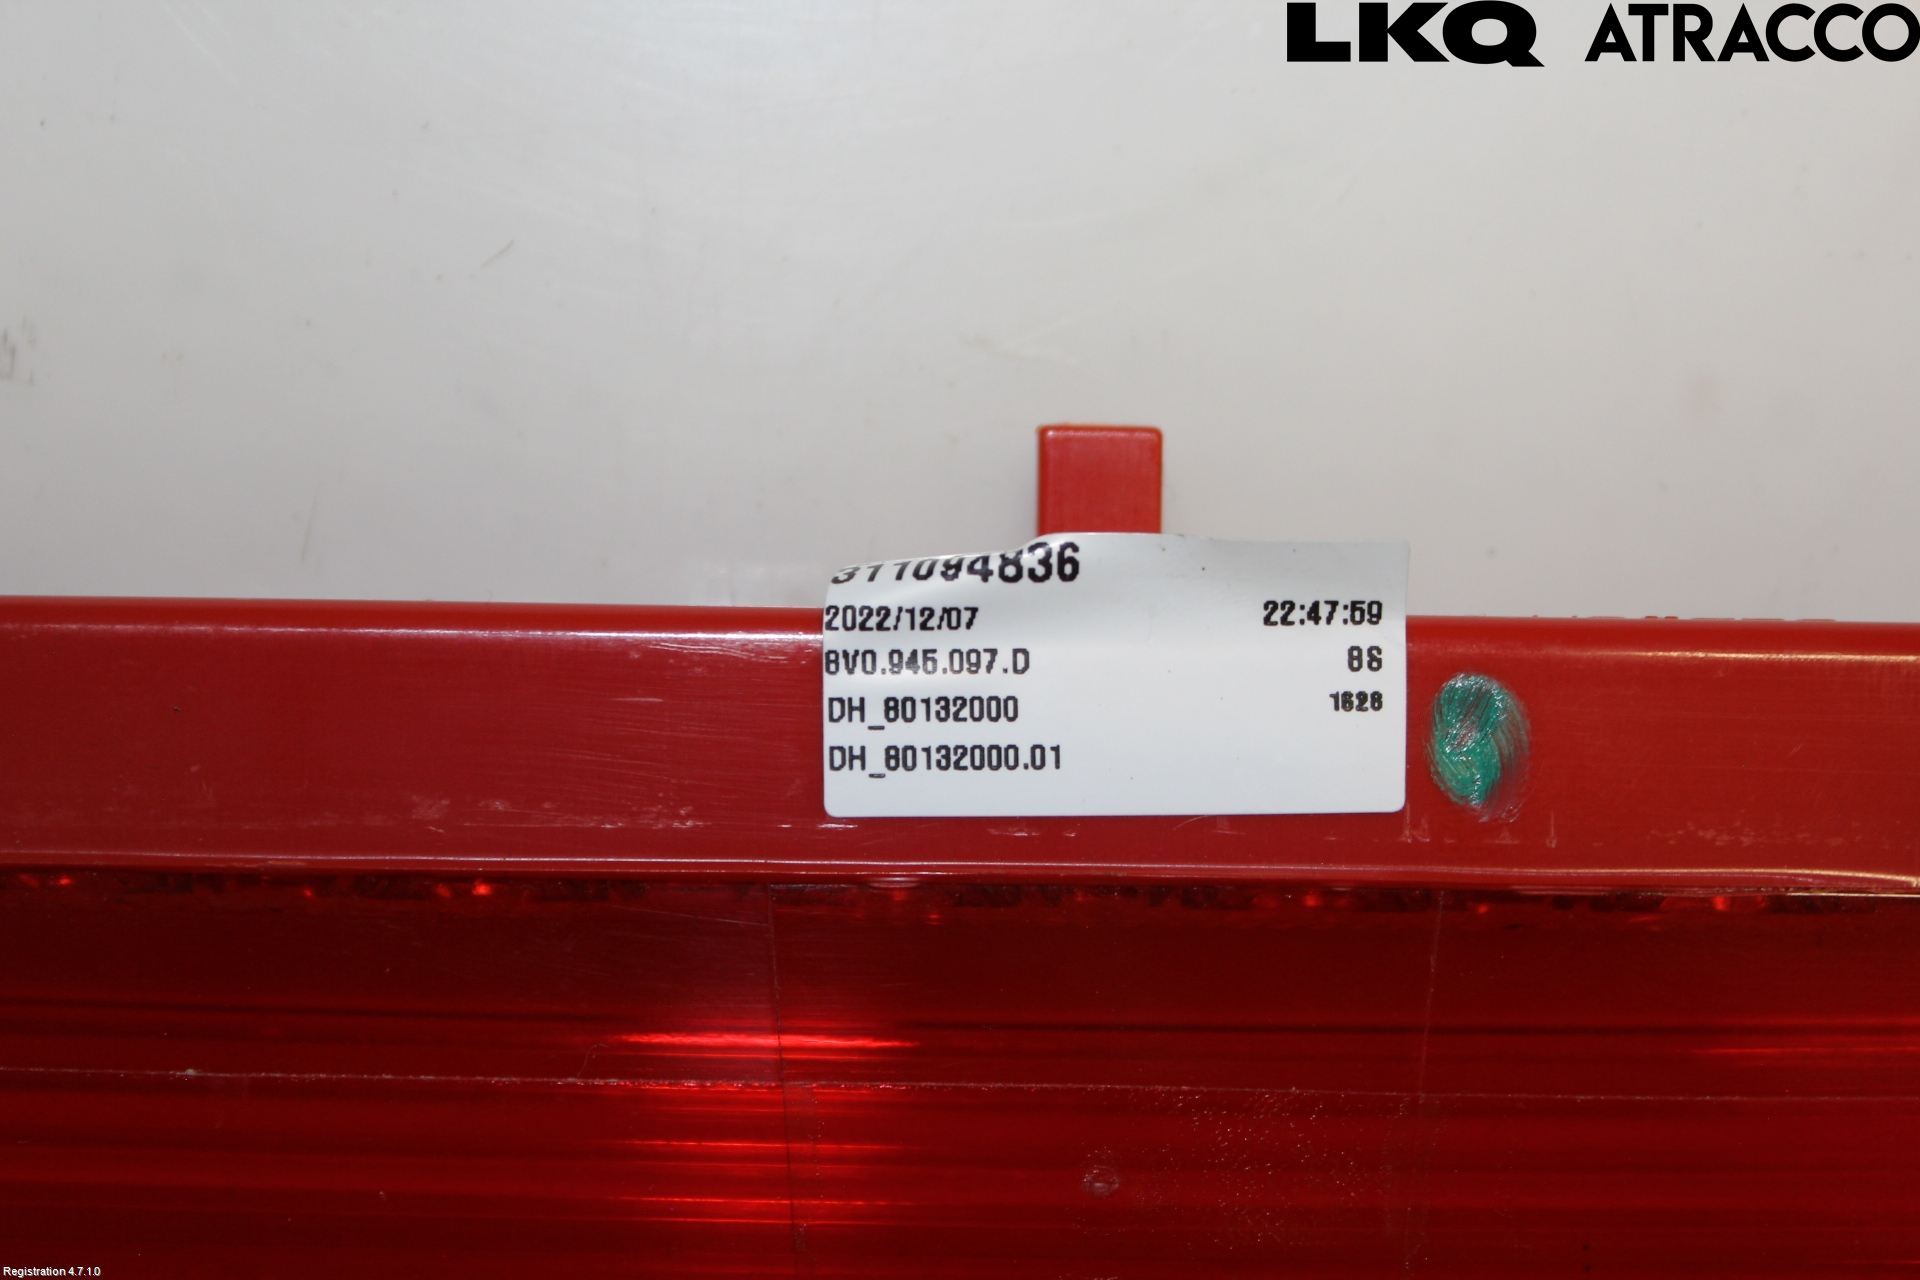 LKQ ATRACCO
311094836
2022/12/07 22:47:59
8V0.945.097.D 8S
DH_80132000 1626
DH_80132000.01
Registration 4.7.1.0